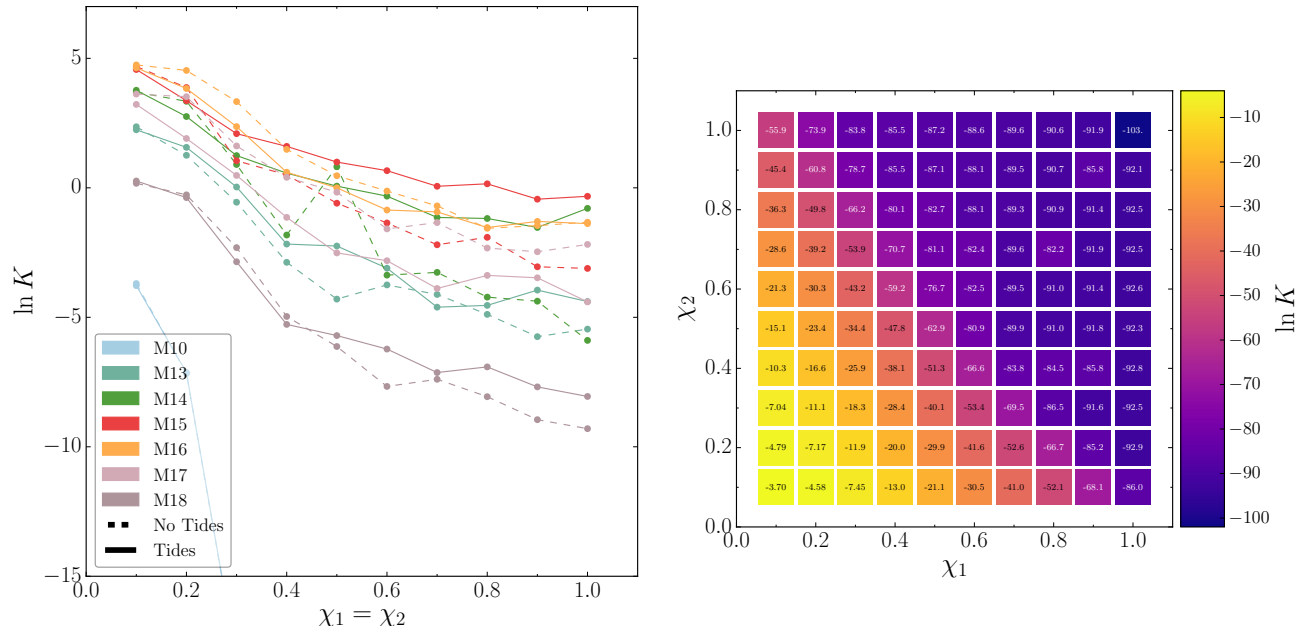 ln K
5
0
−5
−10
−15
0.0 0.2 0.4 0.6 0.8 1.0
χ1 = χ2
M10
M13
M14
M15
M16
M17
M18
No Tides
Tides
χ2
1.0
0.8
0.6
0.4
0.2
0.0
-55.9 -73.9 -83.8 -85.5 -87.2 -88.6 -89.6 -90.6 -91.9 -103.
-45.4 -60.8 -78.7 -85.5 -87.1 -88.1 -89.5 -90.7 -85.8 -92.1
-36.3 -49.8 -66.2 -80.1 -82.7 -88.1 -89.3 -90.9 -91.4 -92.5
-28.6 -39.2 -53.9 -70.7 -81.1 -82.4 -89.6 -82.2 -91.9 -92.5
-21.3 -30.3 -43.2 -59.2 -76.7 -82.5 -89.5 -91.0 -91.4 -92.6
-15.1 -23.4 -34.4 -47.8 -62.9 -80.9 -89.9 -91.0 -91.8 -92.3
-10.3 -16.6 -25.9 -38.1 -51.3 -66.6 -83.8 -84.5 -85.8 -92.8
-7.04 -11.1 -18.3 -28.4 -40.1 -53.4 -69.5 -86.5 -91.6 -92.5
-4.79 -7.17 -11.9 -20.0 -29.9 -41.6 -52.6 -66.7 -85.2 -92.9
-3.70 -4.58 -7.45 -13.0 -21.1 -30.5 -41.0 -52.1 -68.1 -86.0
0.0 0.2 0.4 0.6 0.8 1.0
χ1
−10
−20
−30
−40
−50
−60
−70
−80
−90
−100
ln K